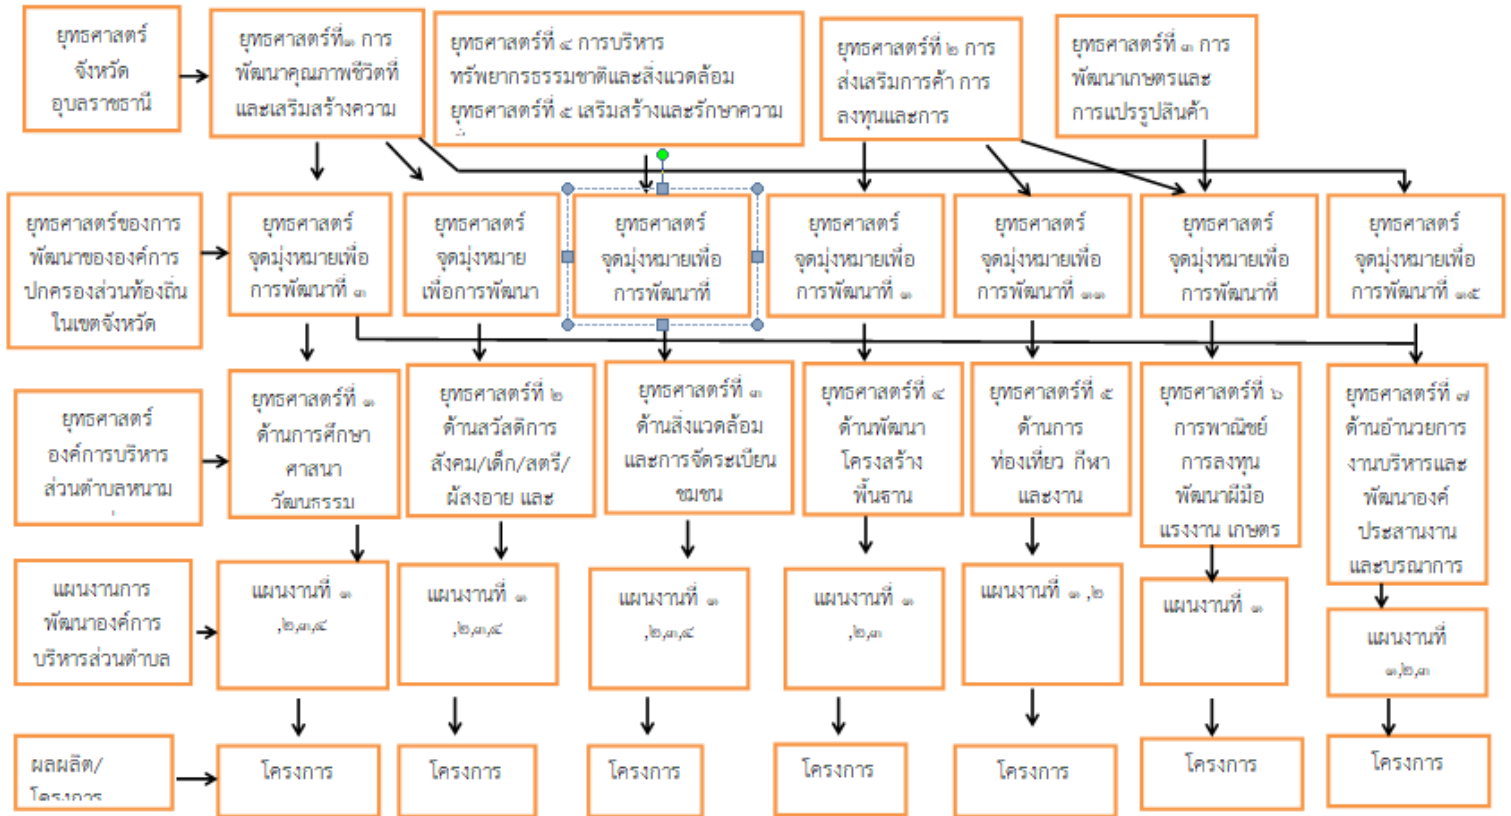 ยุทธศาสตร์
จังหวัด
อุบลราชธานี
ยุทธศาสตร์ที่๑ การ
พัฒนาคุณภาพชีวิตที่
และเสริมสร้างความ
ยุทธศาสตร์ที่ ๔ การบริหาร
ทรัพยากรธรรมชาติและสิ่งแวดล้อม
ยุทธศาสตร์ที่ ๕ เสริมสร้างและรักษาความ
ยุทธศาสตร์ที่ ๒ การ
ส่งเสริมการค้า การ
ลงทุนและการ
ยุทธศาสตร์ที่ ๓ การ
พัฒนาเกษตรและ
การแปรรูปสินค้า
ยุทธศาสตร์ของการ
พัฒนาขององค์การ
ปกครองส่วนท้องถิ่น
ในเขตจังหวัด
ยุทธศาสตร์
จุดมุ่งหมายเพื่อ
การพัฒนาที่ ๓
ยุทธศาสตร์
จุดมุ่งหมาย
เพื่อการพัฒนา
ยุทธศาสตร์
จุดมุ่งหมายเพื่อ
การพัฒนาที่
ยุทธศาสตร์
จุดมุ่งหมายเพื่อ
การพัฒนาที่ ๑
ยุทธศาสตร์
จุดมุ่งหมายเพื่อ
การพัฒนาที่ ๑๑
ยุทธศาสตร์
จุดมุ่งหมายเพื่อ
การพัฒนาที่
ยุทธศาสตร์
จุดมุ่งหมายเพื่อ
การพัฒนาที่ ๑๕
ยุทธศาสตร์
องค์การบริหาร
ส่วนตำบลหนาม
ยุทธศาสตร์ที่ ๑
ด้านการศึกษา
ศาสนา
วัฒนธรรม
ยุทธศาสตร์ที่ ๒
ด้านสวัสดิการ
สังคม/เด็ก/สตรี/
ผู้สูงอายุ และ
ยุทธศาสตร์ที่ ๓
ด้านสิ่งแวดล้อม
และการจัดระเบียน
ชุมชน
ยุทธศาสตร์ที่ ๔
ด้านพัฒนา
โครงสร้าง
พื้นฐาน
ยุทธศาสตร์ที่ ๕
ด้านการ
ท่องเที่ยว กีฬา
และงาน
ยุทธศาสตร์ที่ ๖
การพาณิชย์
การลงทุน
พัฒนาฝีมือ
แรงงาน เกษตร
ยุทธศาสตร์ที่ ๗
ด้านอำนวยการ
งานบริหารและ
พัฒนาองค์
ประสานงาน
และบูรณาการ
แผนงานการ
พัฒนาองค์การ
บริหารส่วนตำบล
แผนงานที่ ๑
,๒,๓,๔
แผนงานที่ ๑
,๒,๓,๔
แผนงานที่ ๑
,๒,๓,๔
แผนงานที่ ๑
,๒,๓
แผนงานที่ ๑ ,๒
แผนงานที่ ๑
แผนงานที่
๑,๒,๓
ผลผลิต/
โครงการ
โครงการ
โครงการ
โครงการ
โครงการ
โครงการ
โครงการ
โครงการ